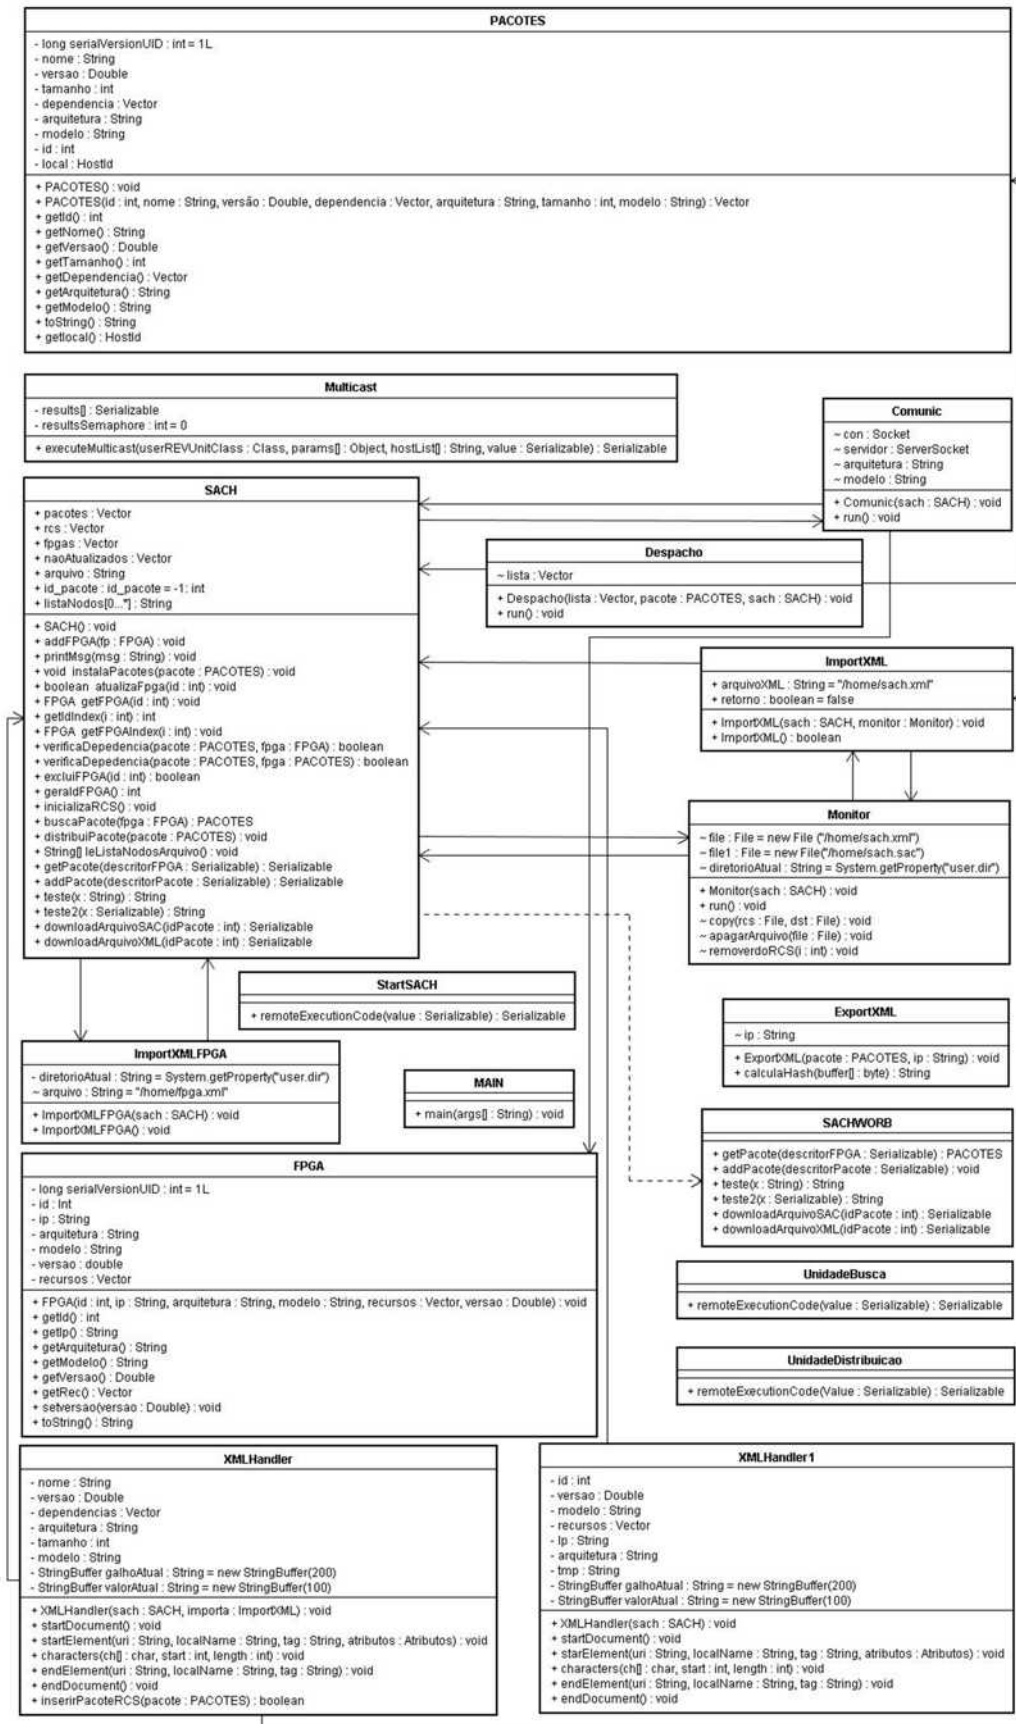 PACOTES
- long serialVersionUID : int = 1L
- nome : String
- versao : Double
- tamanho : int
- dependencia : Vector
- arquitetura : String
- modelo : String
- id : int
- local : HostId
+ PACOTES() : void
+ PACOTES(id : int, nome : String, versão : Double, dependencia : Vector, arquitetura : String, tamanho : int, modelo : String) : Vector
+ getId() : int
+ getNome() : String
+ getVersao() : Double
+ getTamanho() : int
+ getDependencia() : Vector
+ getArquitetura() : String
+ getModelo() : String
+ toString() : String
+ getlocal() : HostId
Multicast
- results[] : Serializable
- resultsSemaphore : int = 0
+ executeMulticast(userREVUnitClass : Class, params[] : Object, hostList[] : String, value : Serializable) : Serializable
Comunic
~ con : Socket
~ servidor : ServerSocket
~ arquitetura : String
~ modelo : String
+ Comunic(sach : SACH) : void
+ run() : void
SACH
+ pacotes : Vector
+ rcs : Vector
+ fpgas : Vector
+ naoAtualizados : Vector
+ arquivo : String
+ id_pacote : id_pacote = -1: int
+ listaNodos[0...*] : String
+ SACH() : void
+ addFPGA(fp : FPGA) : void
+ printMsg(msg : String) : void
+ void instalaPacotes(pacote : PACOTES) : void
+ boolean atualizaFpga(id : int) : void
+ FPGA getFPGA(id : int) : void
+ getIdIndex(i : int) : int
+ FPGA getFPGAIndex(i : int) : void
+ verificaDepedencia(pacote : PACOTES, fpga : FPGA) : boolean
+ verificaDepedencia(pacote : PACOTES, fpga : PACOTES) : boolean
+ excluiFPGA(id : int) : boolean
+ geraIdFPGA() : int
+ inicializaRCS() : void
+ buscaPacote(fpga : FPGA) : PACOTES
+ distribuiPacote(pacote : PACOTES) : void
+ String[] leListaNodosArquivo() : void
+ getPacote(descritorFPGA : Serializable) : Serializable
+ addPacote(descritorPacote : Serializable) : Serializable
+ teste(x : String) : String
+ teste2(x : Serializable) : String
+ downloadArquivoSAC(idPacote : int) : Serializable
+ downloadArquivoXML(idPacote : int) : Serializable
Despacho
~ lista : Vector
+ Despacho(lista : Vector, pacote : PACOTES, sach : SACH) : void
+ run() : void
ImportXML
+ arquivoXML : String = "/home/sach.xml"
+ retorno : boolean = false
+ ImportXML(sach : SACH, monitor : Monitor) : void
+ ImportXML() : boolean
Monitor
~ file : File = new File ("/home/sach.xml")
~ file1 : File = new File("/home/sach.sac")
~ diretorioAtual : String = System.getProperty("user.dir")
+ Monitor(sach : SACH) : void
+ run() : void
~ copy(rcs : File, dst : File) : void
~ apagarArquivo(file : File) : void
~ removerdoRCS(i : int) : void
StartSACH
+ remoteExecutionCode(value : Serializable) : Serializable
ExportXML
~ ip : String
+ ExportXML(pacote : PACOTES, ip : String) : void
+ calculaHash(buffer[] : byte) : String
ImportXMLFPGA
- diretorioAtual : String = System.getProperty("user.dir")
~ arquivo : String = "/home/fpga.xml"
+ ImportXMLFPGA(sach : SACH) : void
+ ImportXMLFPGA() : void
MAIN
+ main(args[] : String) : void
SACHWORB
+ getPacote(descritorFPGA : Serializable) : PACOTES
+ addPacote(descritorPacote : Serializable) : void
+ teste(x : String) : String
+ teste2(x : Serializable) : String
+ downloadArquivoSAC(idPacote : int) : Serializable
+ downloadArquivoXML(idPacote : int) : Serializable
FPGA
- long serialVersionUID : int = 1L
- id : Int
- ip : String
- arquitetura : String
- modelo : String
- versao : double
- recursos : Vector
+ FPGA(id : int, ip : String, arquitetura : String, modelo : String, recursos : Vector, versao : Double) : void
+ getId() : int
+ getIp() : String
+ getArquitetura() : String
+ getModelo() : String
+ getVersao() : Double
+ getRec() : Vector
+ setversao(versao : Double) : void
+ toString() : String
UnidadeBusca
+ remoteExecutionCode(value : Serializable) : Serializable
UnidadeDistribuicao
+ remoteExecutionCode(Value : Serializable) : Serializable
XMLHandler
- nome : String
- versao : Double
- dependencias : Vector
- arquitetura : String
- tamanho : int
- modelo : String
- StringBuffer galhoAtual : String = new StringBuffer(200)
- StringBuffer valorAtual : String = new StringBuffer(100)
+ XMLHandler(sach : SACH, importa : ImportXML) : void
+ startDocument() : void
+ startElement(uri : String, localName : String, tag : String, atributos : Atributos) : void
+ characters(ch[] : char, start : int, length : int) : void
+ endElement(uri : String, localName : String, tag : String) : void
+ endDocument() : void
+ inserirPacoteRCS(pacote : PACOTES) : boolean
XMLHandler1
- id : int
- versao : Double
- modelo : String
- recursos : Vector
- Ip : String
- arquitetura : String
- tmp : String
- StringBuffer galhoAtual : String = new StringBuffer(200)
- StringBuffer valorAtual : String = new StringBuffer(100)
+ XMLHandler(sach : SACH) : void
+ startDocument() : void
+ starElement(uri : String, localName : String, tag : String, atributos : Atributos) : void
+ characters(ch[] : char, start : int, length : int) : void
+ endElement(uri : String, localName : String, tag : String) : void
+ endDocument() : void